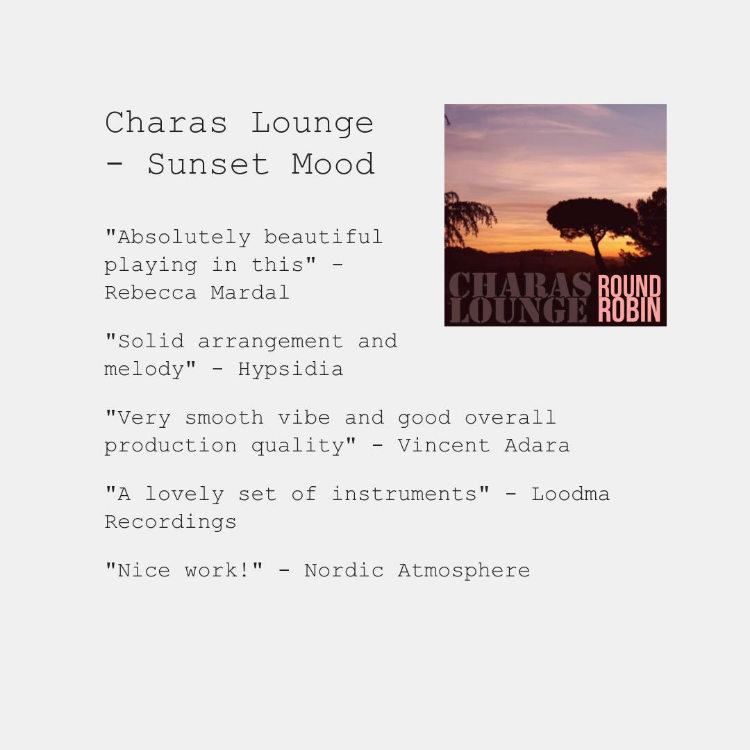 Charas Lounge
- Sunset Mood
"Absolutely beautiful
playing in this" -
Rebecca Mardal
"Solid arrangement and
melody" - Hypsidia
"Very smooth vibe and good overall
production quality" - Vincent Adara
"A lovely set of instruments" - Loodma
Recordings
"Nice work!" - Nordic Atmosphere
CHARAS
LOUNGE
ROUND
ROBIN